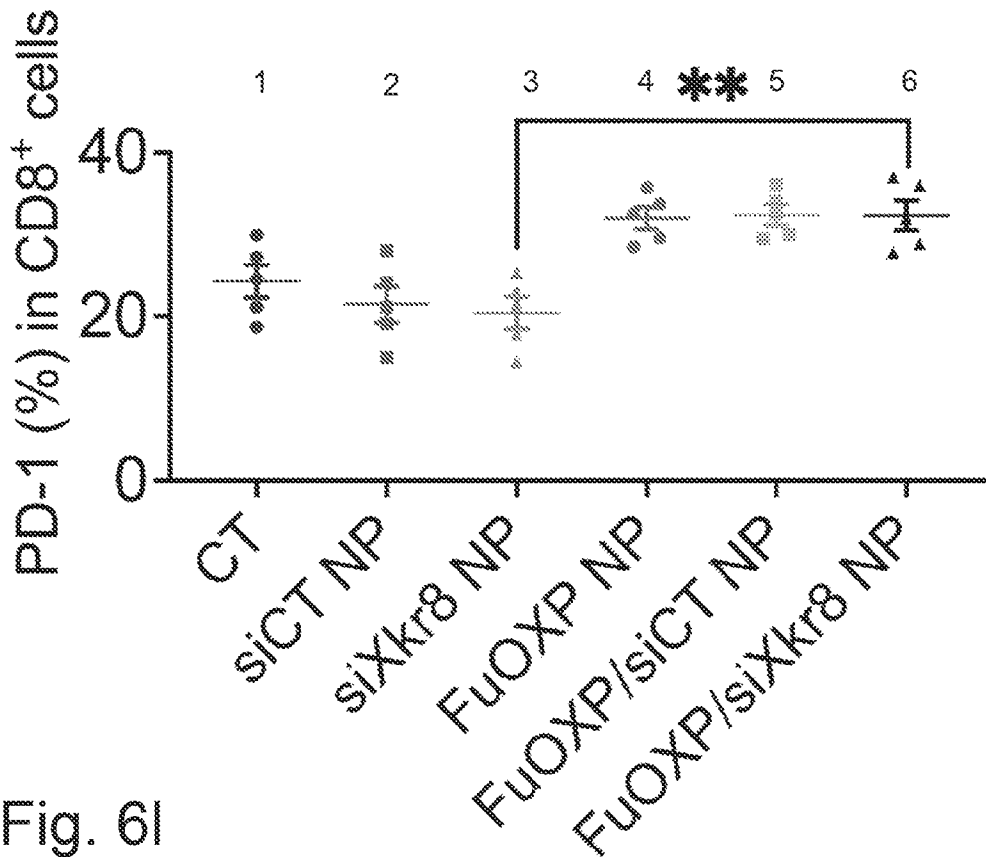 PD-1 (%) in CD8+ cells
1 2 3 4 ** 5 6
40
20
0
CT
siCT NP
siXkr8 NP
FuOXP NP
FuOXP/siCT NP
FuOXP/siXkr8 NP
Fig. 6I